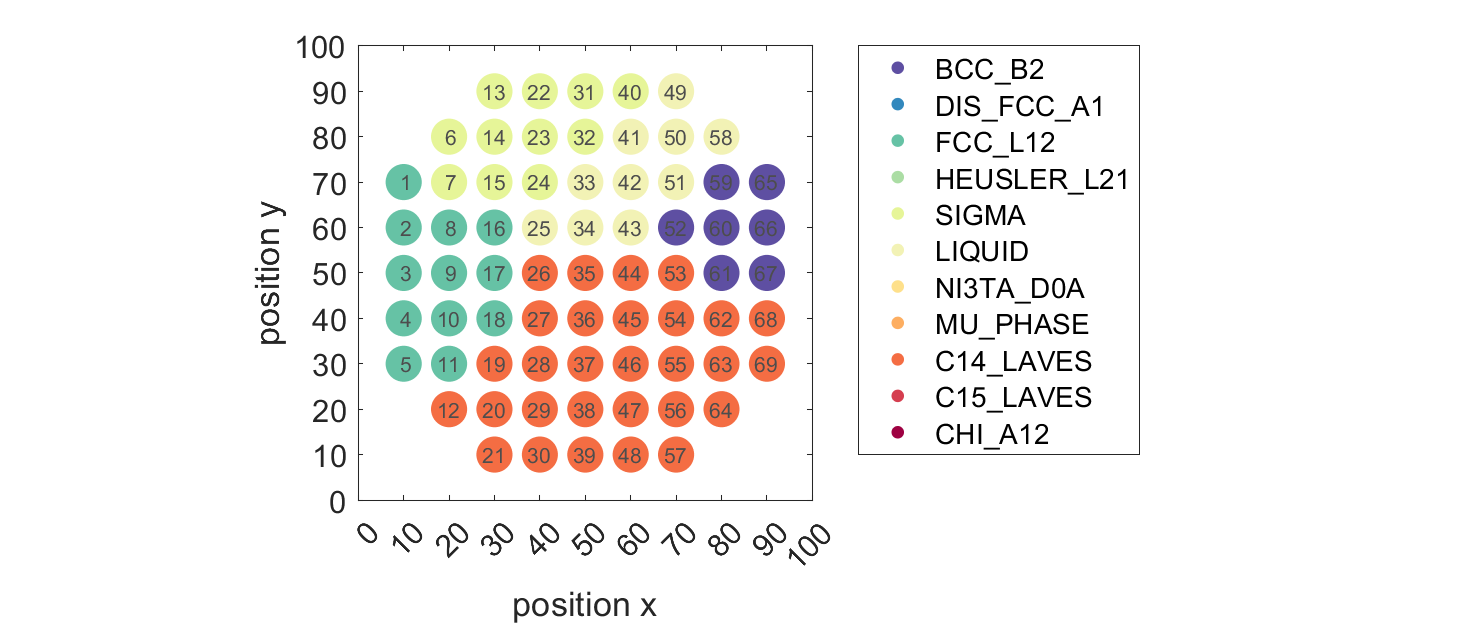 100
90
80
70
60
50
40
30
20
10
0
position y
13 22 31 40 49
6 14 23 32 41 50 58
1 7 15 24 33 42 51 59 65
2 8 16 25 34 43 52 60 66
3 9 17 26 35 44 53 61 67
4 10 18 27 36 45 54 62 68
5 11 19 28 37 46 55 63 69
12 20 29 38 47 56 64
21 30 39 48 57
0 10 20 30 40 50 60 70 80 90 100
position x
BCC_B2
DIS_FCC_A1
FCC_L12
HEUSLER_L21
SIGMA
LIQUID
NI3TA_D0A
MU_PHASE
C14_LAVES
C15_LAVES
CHI_A12